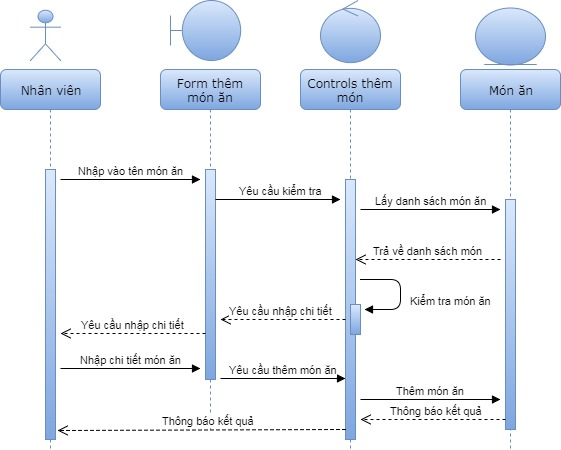 Nhân viên
Form thêm
món ăn
Controls thêm
món
Món ăn
Nhập vào tên món ăn
Yêu cầu kiểm tra
Lấy danh sách món ăn
Trả về danh sách món
Kiểm tra món ăn
Yêu cầu nhập chi tiết
Yêu cầu nhập chi tiết
Nhập chi tiết món ăn
Yêu cầu thêm món ăn
Thêm món ăn
Thông báo kết quả
Thông báo kết quả